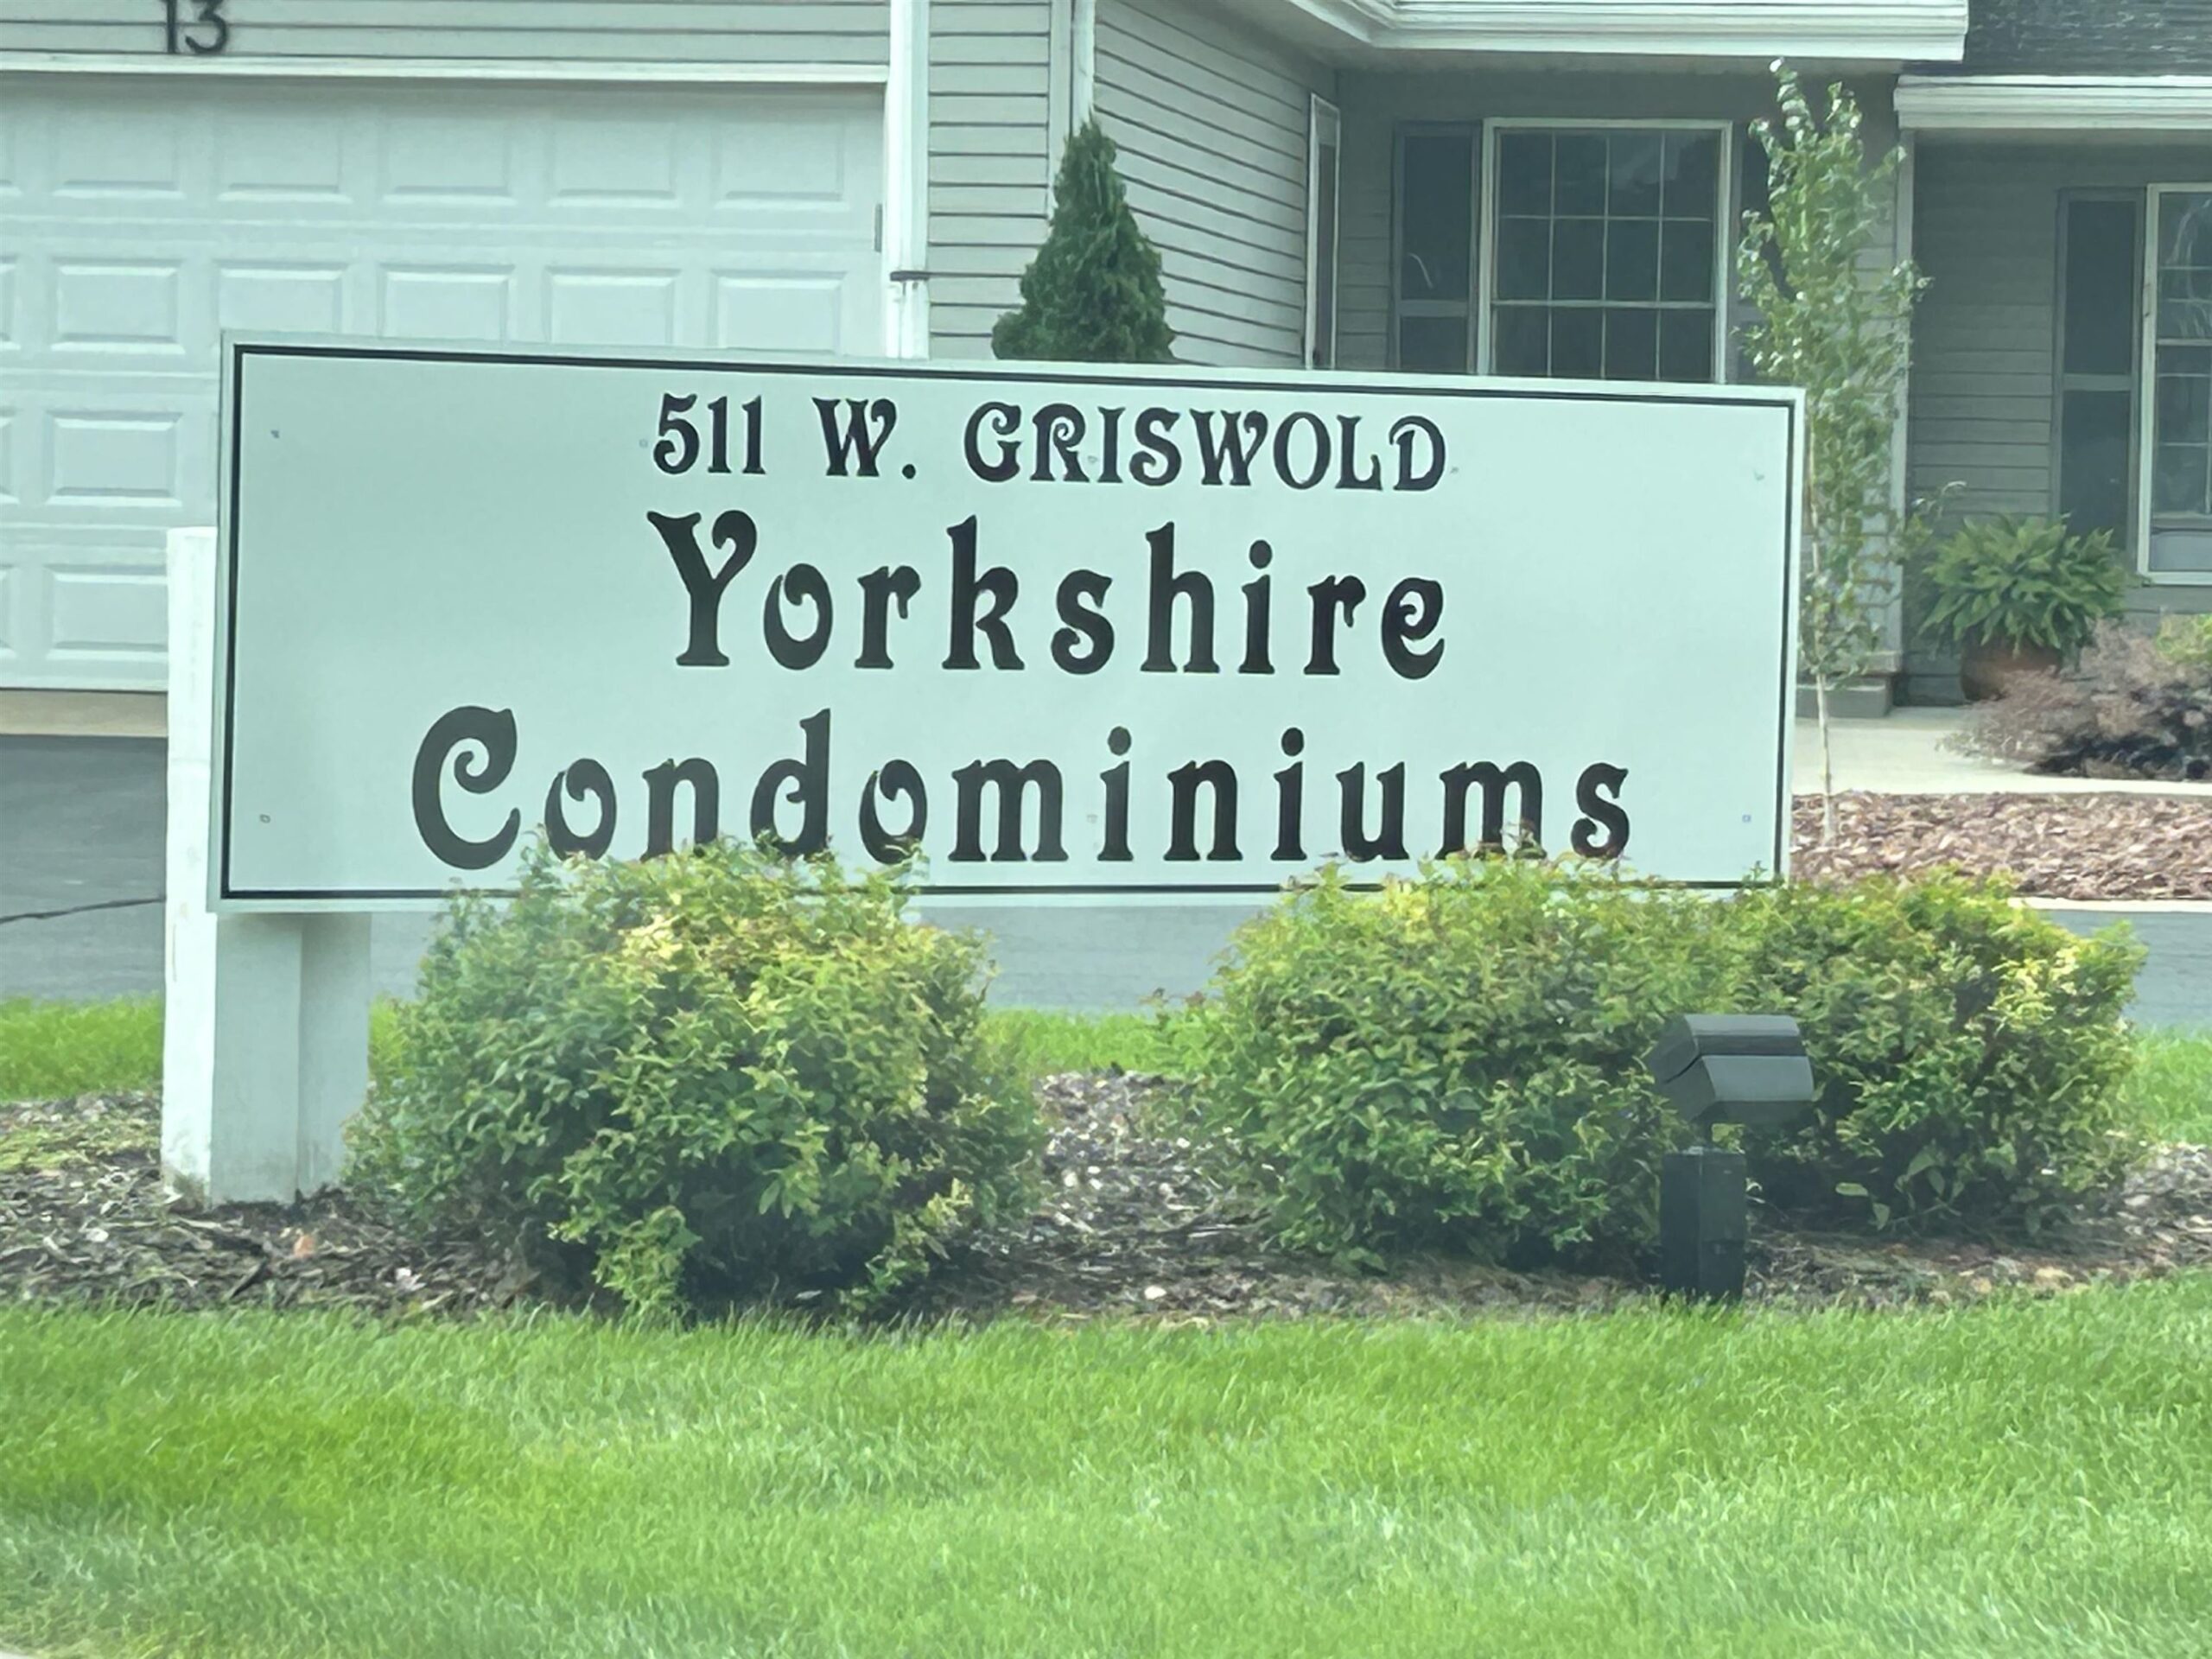 13
511 W. GRISWOLD
Yorkshire
Condominiums